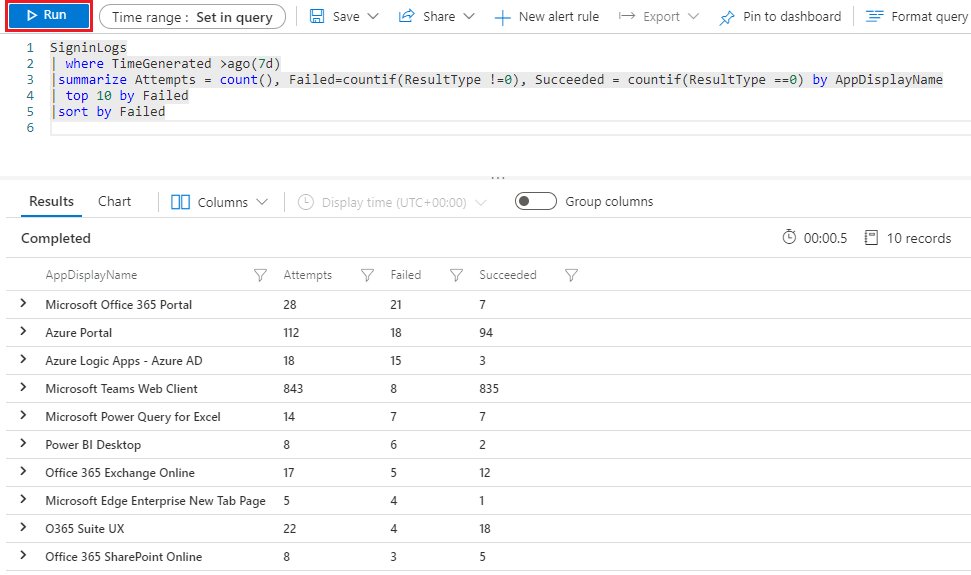 Run Time range : Set in query Save Share New alert rule Export Pin to dashboard Format query
1 SigninLogs
2 | where TimeGenerated >ago(7d)
3 |summarize Attempts = count(), Failed=countif(ResultType !=0), Succeeded = countif(ResultType ==0) by AppDisplayName
4 | top 10 by Failed
5 |sort by Failed
6
...
Results Chart Columns Display time (UTC+00:00) Group columns
Completed 00:00.5 10 records
AppDisplayName Attempts Failed Succeeded
Microsoft Office 365 Portal 28 21 7
Azure Portal 112 18 94
Azure Logic Apps - Azure AD 18 15 3
Microsoft Teams Web Client 843 8 835
Microsoft Power Query for Excel 14 7 7
Power BI Desktop 8 6 2
Office 365 Exchange Online 17 5 12
Microsoft Edge Enterprise New Tab Page 5 4 1
O365 Suite UX 22 4 18
Office 365 SharePoint Online 8 3 5